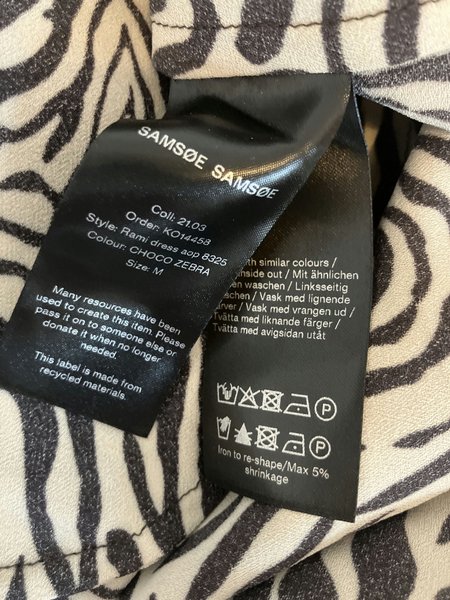 SAMSØE SAMSØE
Coll: 21.03
Order: KO14458
Style: Rami dress aop 8325
Colour: CHOCO ZEBRA
Size: M
Many resources have been
used to create this item. Please
pass it on to someone else or
donate it when no longer
needed.
This label is made from
recycled materials.
with similar colours /
inside out / Mit ähnlichen
waschen / Linksseitig
/ Vask med lignende
/ Vask med vrangen ud /
Tvätta med liknande färger /
Tvätta med avigsidan utåt
P
P
Iron to re-shape/Max 5%
shrinkage